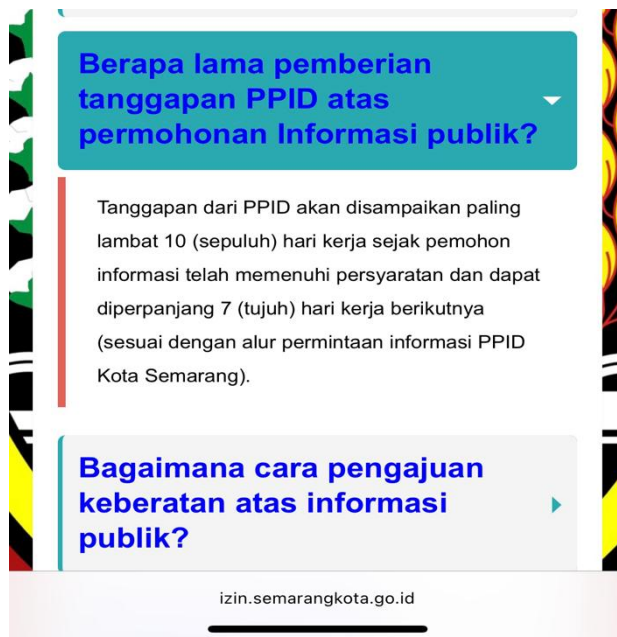 Berapa lama pemberian
tanggapan PPID atas
permohonan Informasi publik?
Tanggapan dari PPID akan disampaikan paling
lambat 10 (sepuluh) hari kerja sejak pemohon
informasi telah memenuhi persyaratan dan dapat
diperpanjang 7 (tujuh) hari kerja berikutnya
(sesuai dengan alur permintaan informasi PPID
Kota Semarang).
Bagaimana cara pengajuan
keberatan atas informasi
publik?
izin.semarangkota.go.id